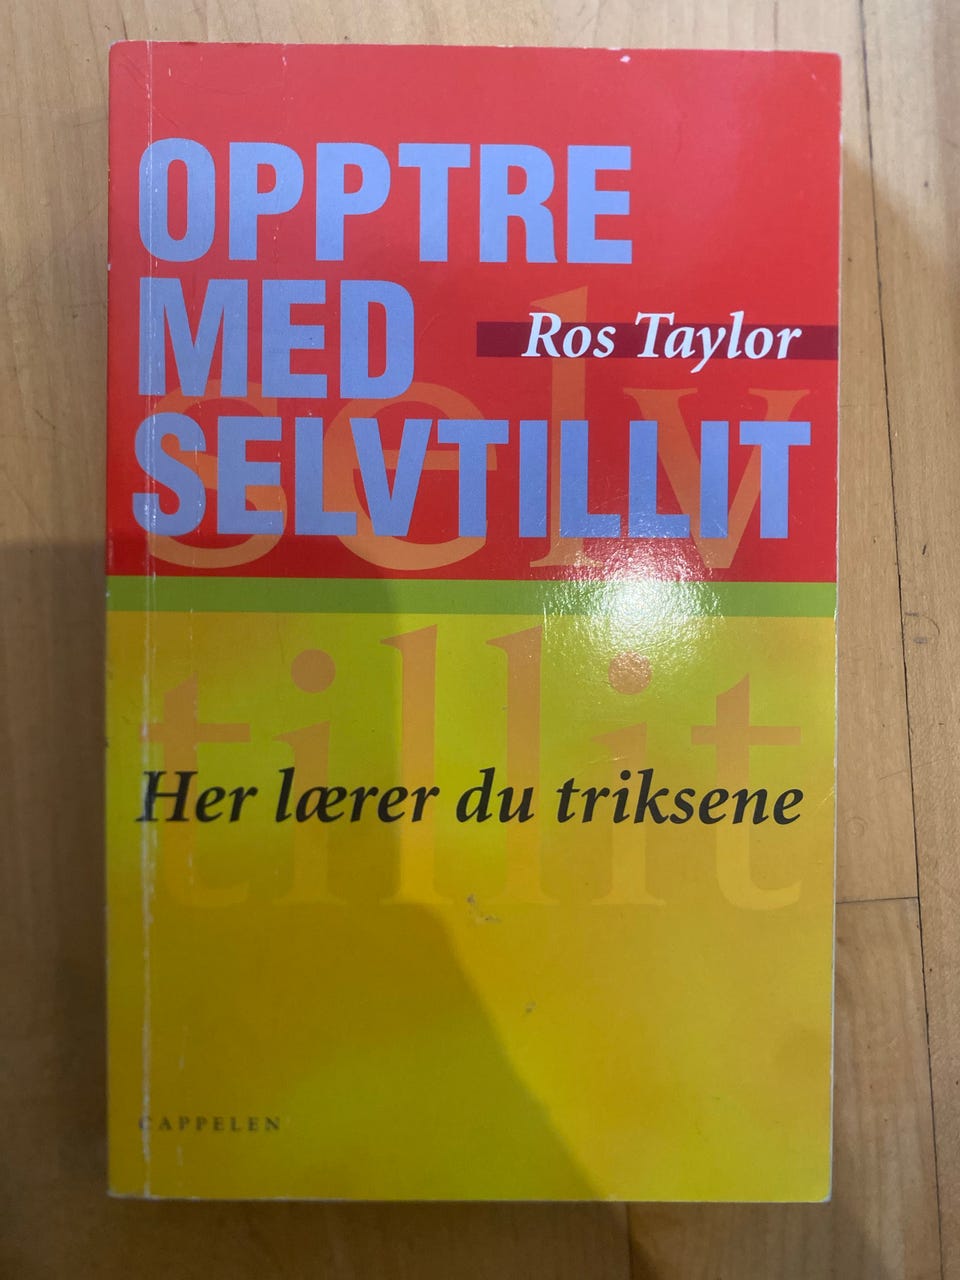 OPPTRE
MED
Ros Taylor
SELVTILLIT
selv
tillit
Her lærer du triksene
CAPPELEN